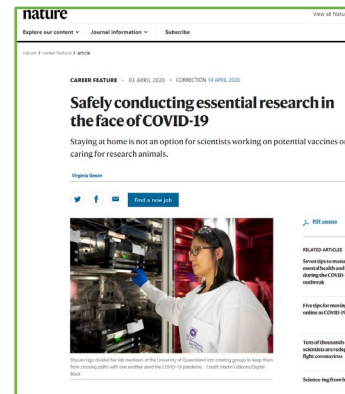 nature
View all Natu
Explore our content
Journal information
Subscribe
nature > career feature > article
CAREER FEATURE · 03 APRIL 2020 · CORRECTION 14 APRIL 2020
Safely conducting essential research in
the face of COVID-19
Staying at home is not an option for scientists working on potential vaccines or
caring for research animals.
Virginia Gewin
Find a new job
PDF version
RELATED ARTICLES
Seven tips to mana
mental health and
during the COVID
outbreak
Five tips for moving
online as COVID-19
Tens of thousands
scientists are redep
fight coronavirus
Science-ing from h
Shyuan Ngo divided her lab members at the University of Queensland into rotating groups to keep them
from crossing paths with one another amid the COVID-19 pandemic. Credit: Martin Gibbons/Digital
Black